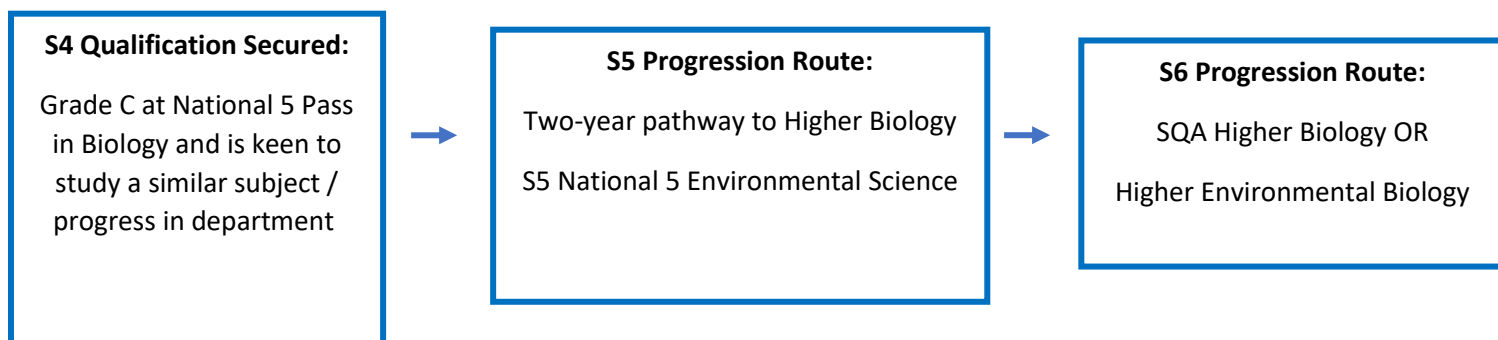 S4 Qualification Secured:
Grade C at National 5 Pass
in Biology and is keen to
study a similar subject /
progress in department
S5 Progression Route:
Two-year pathway to Higher Biology
S5 National 5 Environmental Science
S6 Progression Route:
SQA Higher Biology OR
Higher Environmental Biology